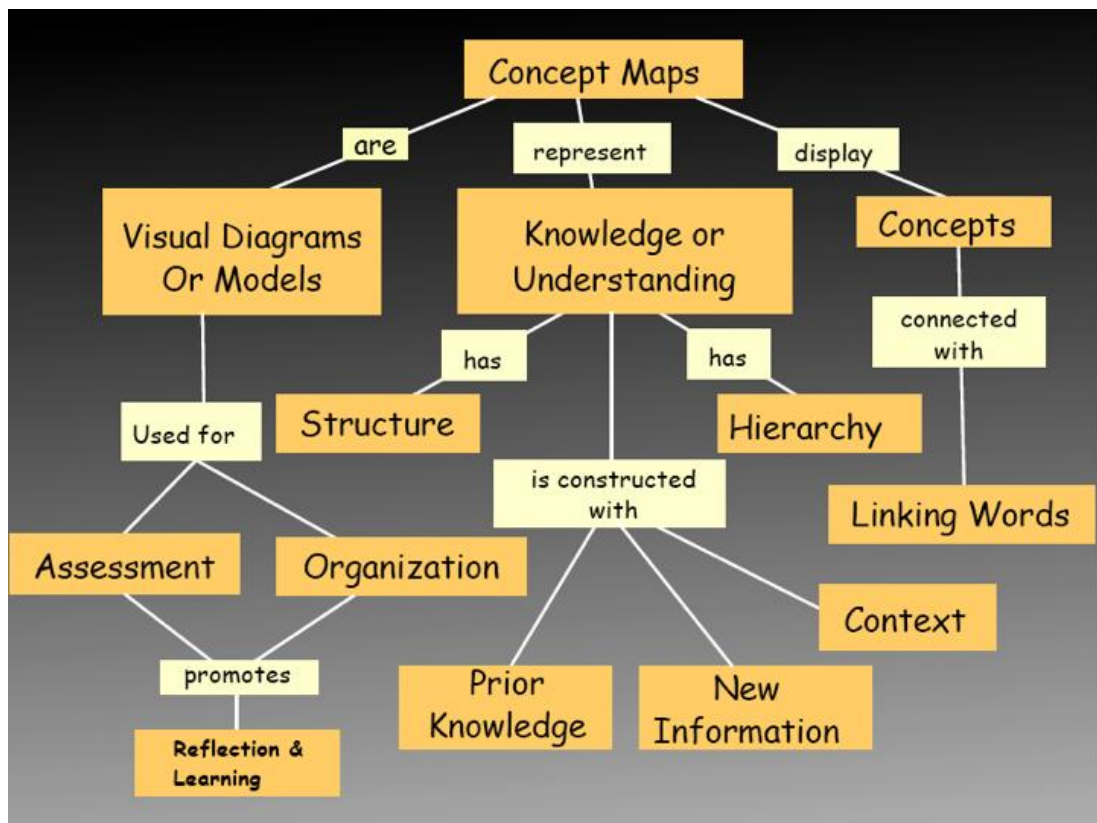 Concept Maps
are
represent
display
Visual Diagrams
Or Models
Knowledge or
Understanding
Concepts
has
has
connected
with
Used for
Structure
Hierarchy
is constructed
with
Linking Words
Assessment
Organization
Context
promotes
Prior
Knowledge
New
Information
Reflection &
Learning